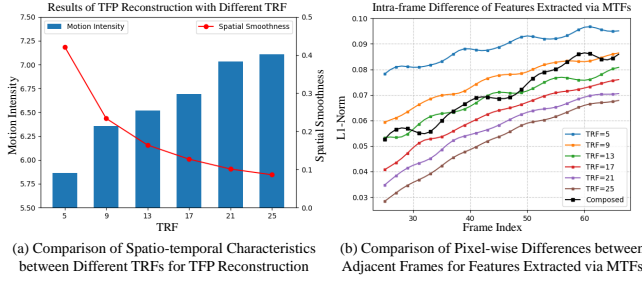 Results of TFP Reconstruction with Different TRF
Motion Intensity
Spatial Smoothness
Motion Intensity
7.50
7.25
7.00
6.75
6.50
6.25
6.00
5.75
5.50
0.5
0.4
0.3
0.2
0.1
0.0
Spatial Smoothness
5 9 13 17 21 25
TRF
(a) Comparison of Spatio-temporal Characteristics
between Different TRFs for TFP Reconstruction
Intra-frame Difference of Features Extracted via MTFs
L1-Norm
0.09
0.08
0.07
0.06
0.05
0.04
0.03
TRF=5
TRF=9
TRF=13
TRF=17
TRF=21
TRF=25
Composed
30 40 50 60
Frame Index
(b) Comparison of Pixel-wise Differences between
Adjacent Frames for Features Extracted via MTFs